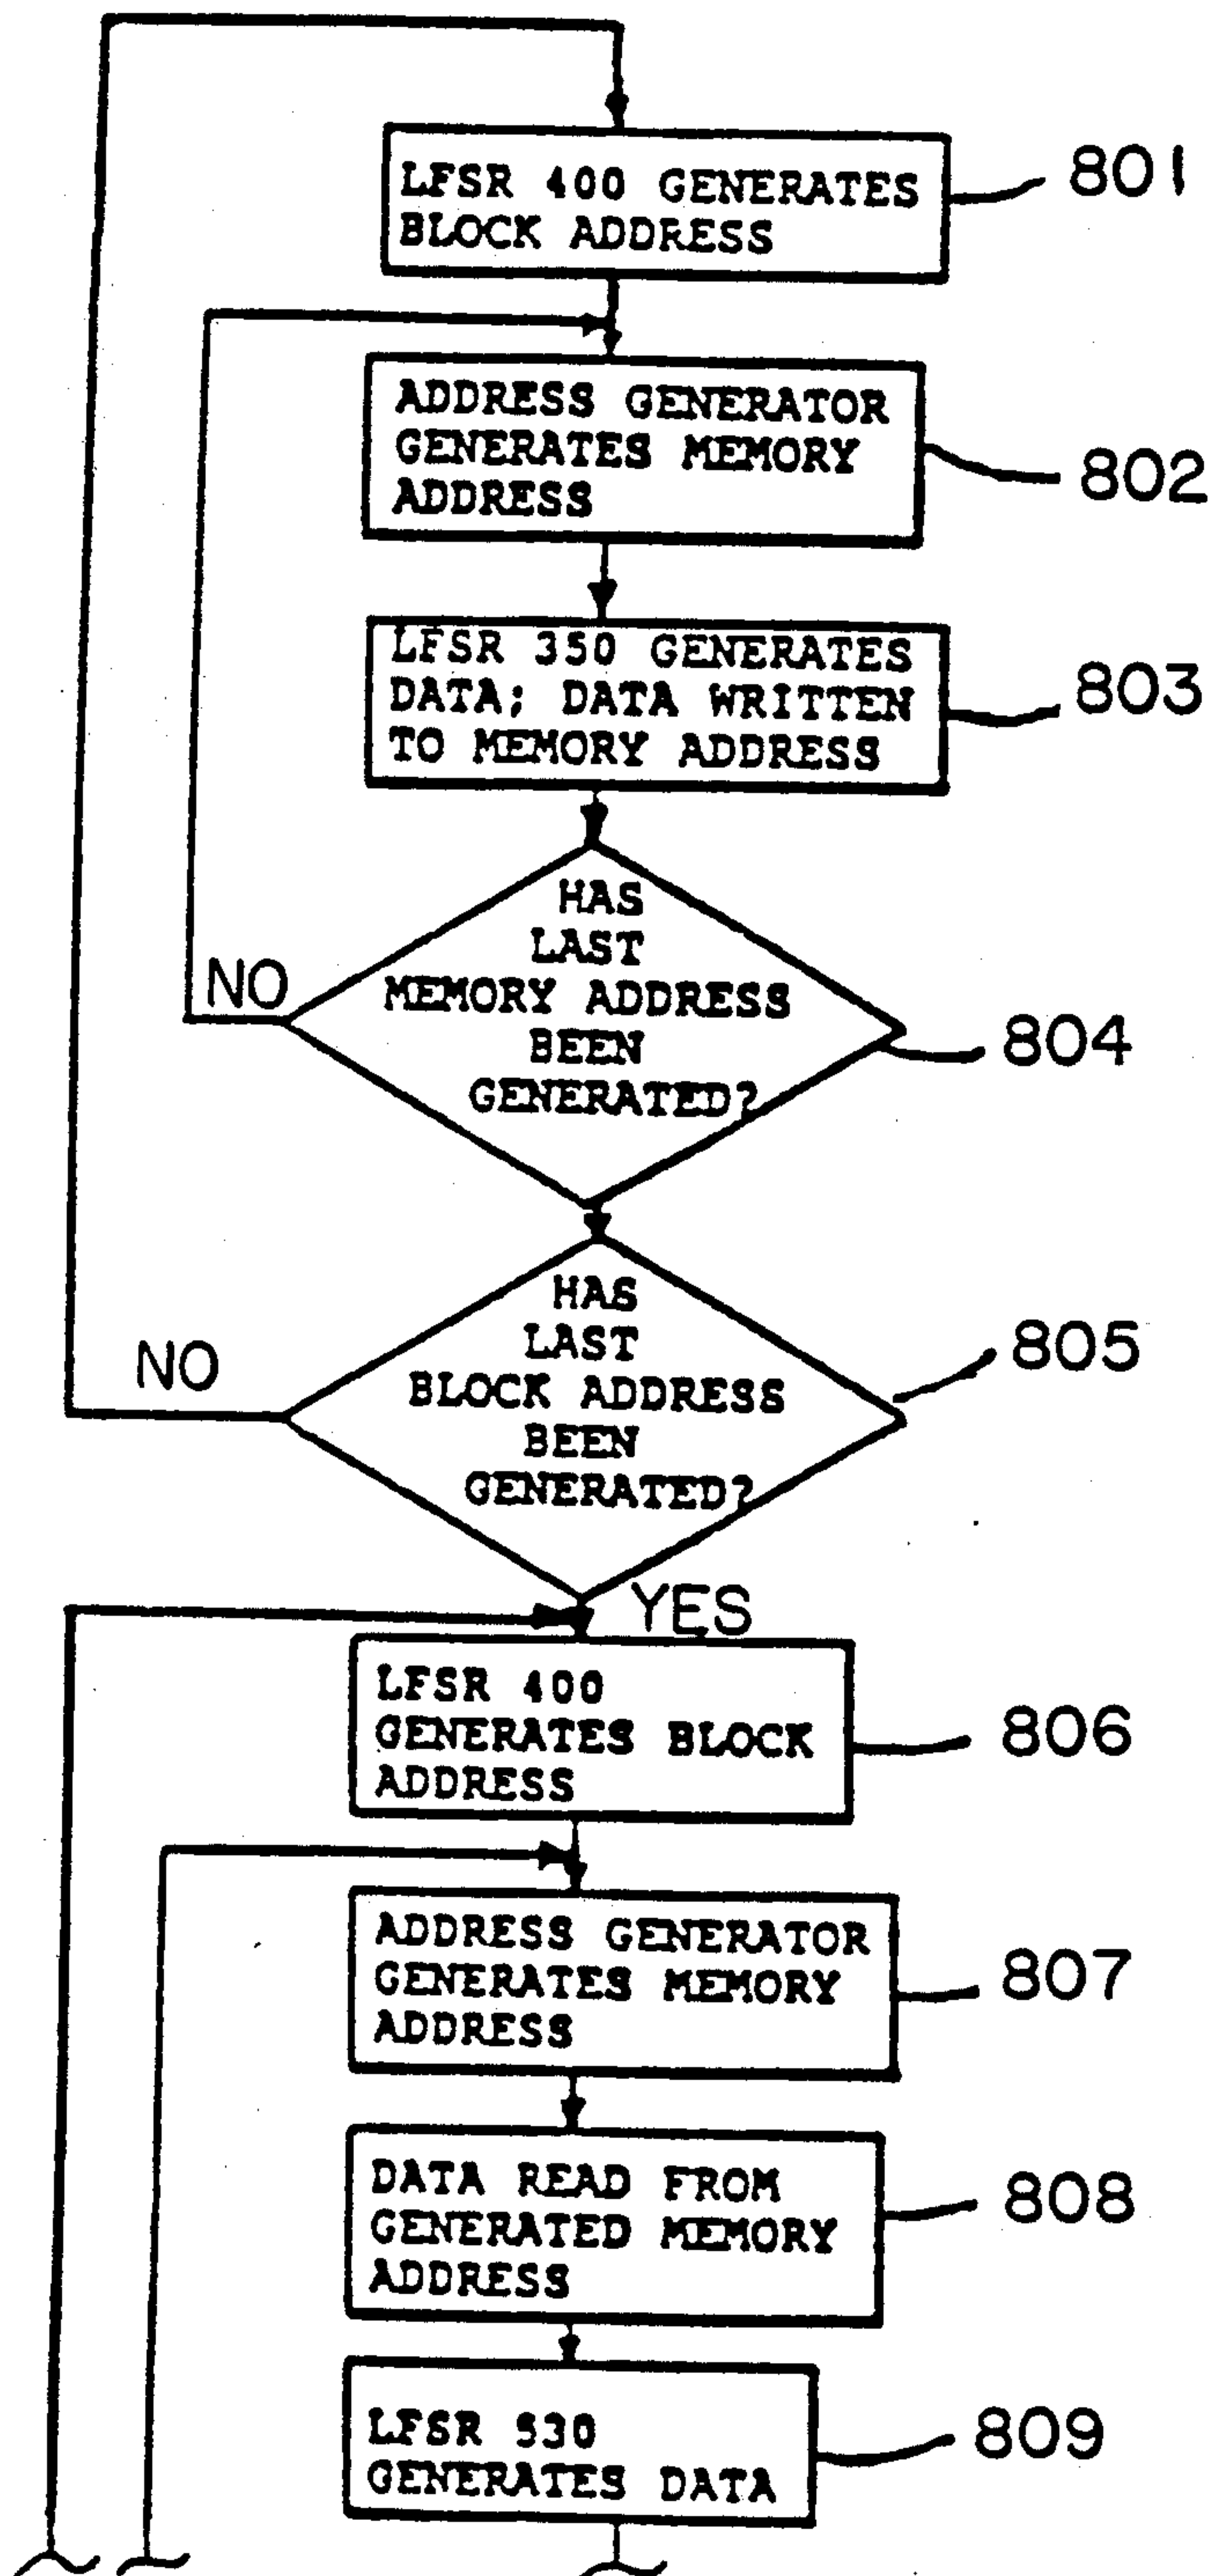 LFSR 400 GENERATES
BLOCK ADDRESS
801
ADDRESS GENERATOR
GENERATES MEMORY
ADDRESS
802
LFSR 350 GENERATES
DATA; DATA WRITTEN
TO MEMORY ADDRESS
803
HAS
LAST
MEMORY ADDRESS
BEEN
GENERATED?
NO
804
HAS
LAST
BLOCK ADDRESS
BEEN
GENERATED?
NO
805
YES
LFSR 400
GENERATES BLOCK
ADDRESS
806
ADDRESS GENERATOR
GENERATES MEMORY
ADDRESS
807
DATA READ FROM
GENERATED MEMORY
ADDRESS
808
LFSR 530
GENERATES DATA
809